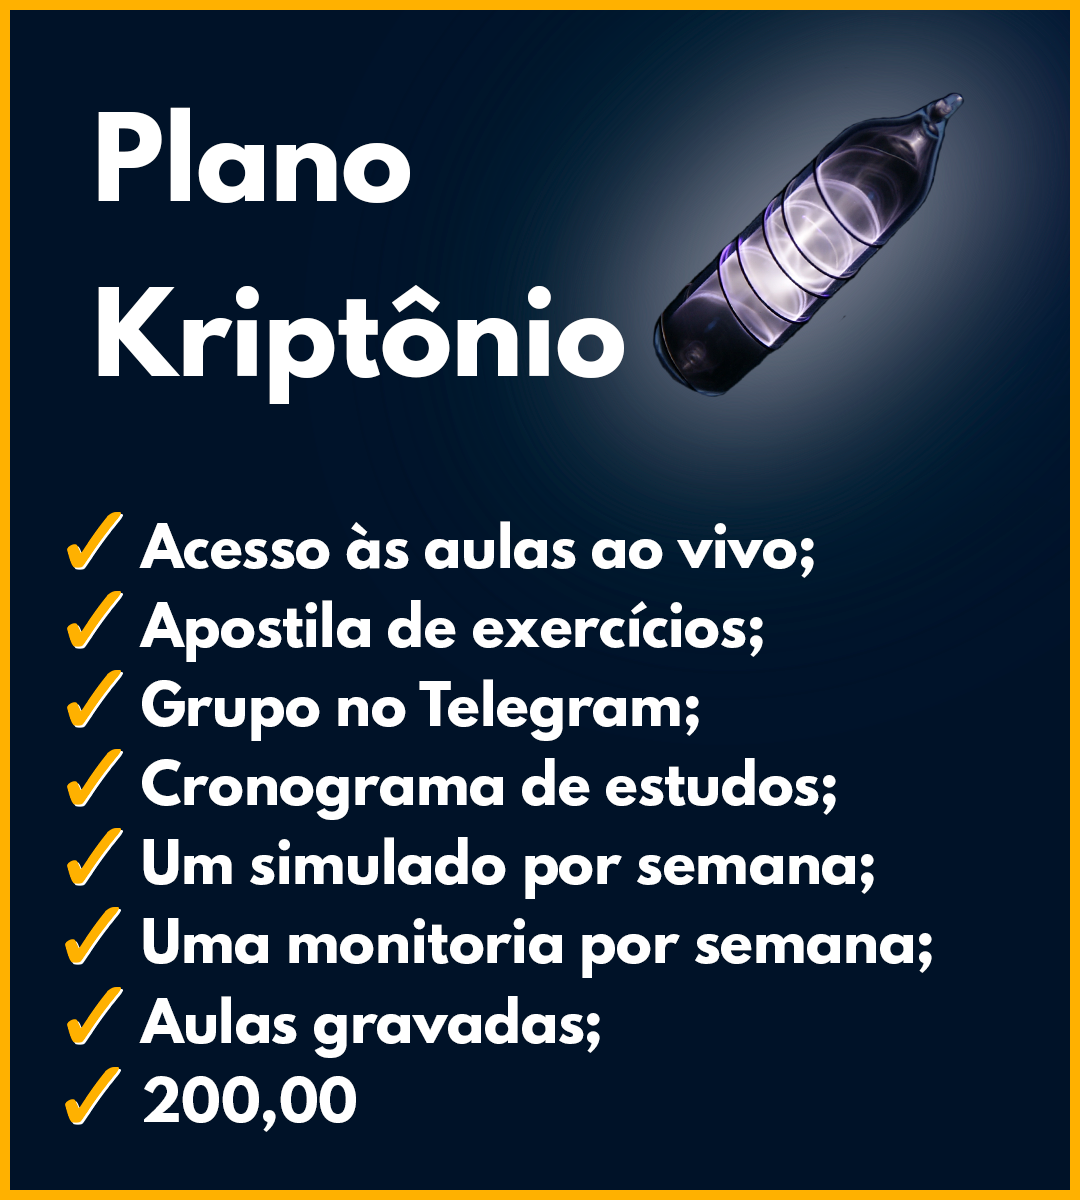 Plano
Kriptônio
✓ Acesso às aulas ao vivo;
✓ Apostila de exercícios;
✓ Grupo no Telegram;
✓ Cronograma de estudos;
✓ Um simulado por semana;
✓ Uma monitoria por semana;
✓ Aulas gravadas;
✓ 200,00